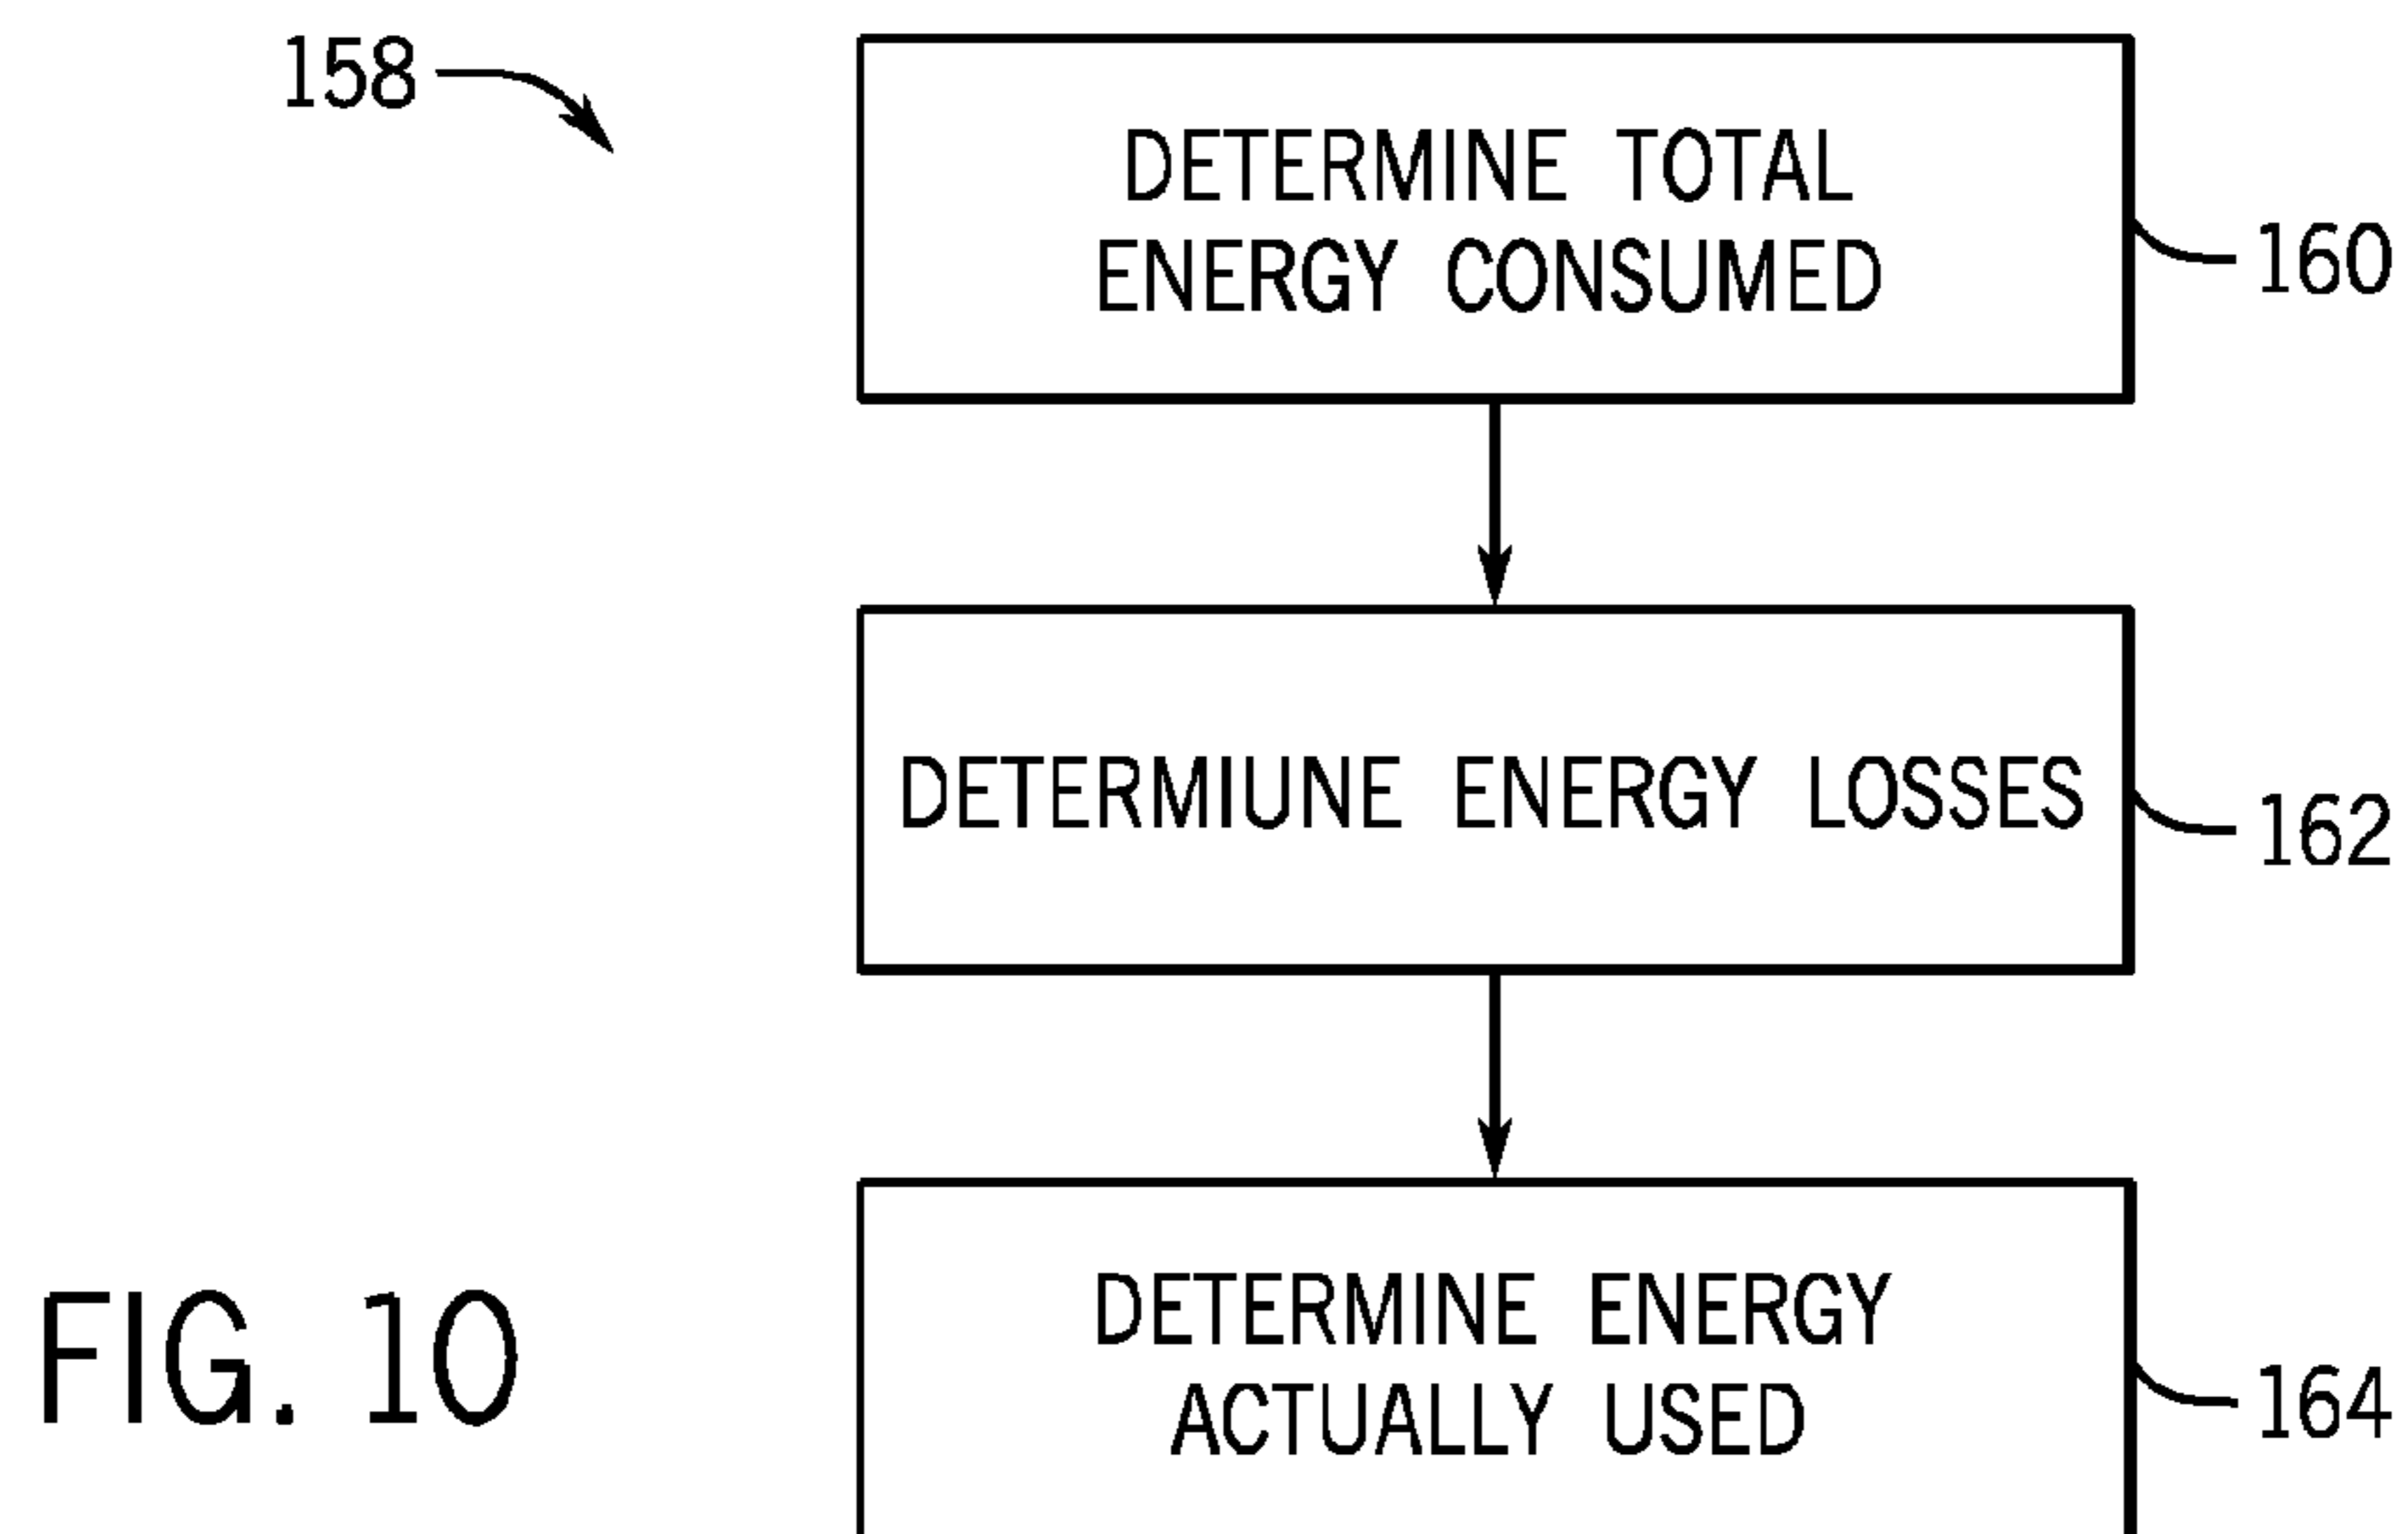 158
DETERMINE TOTAL
ENERGY CONSUMED
160
DETERMIUNE ENERGY LOSSES
162
DETERMINE ENERGY
ACTUALLY USED
164
FIG. 10